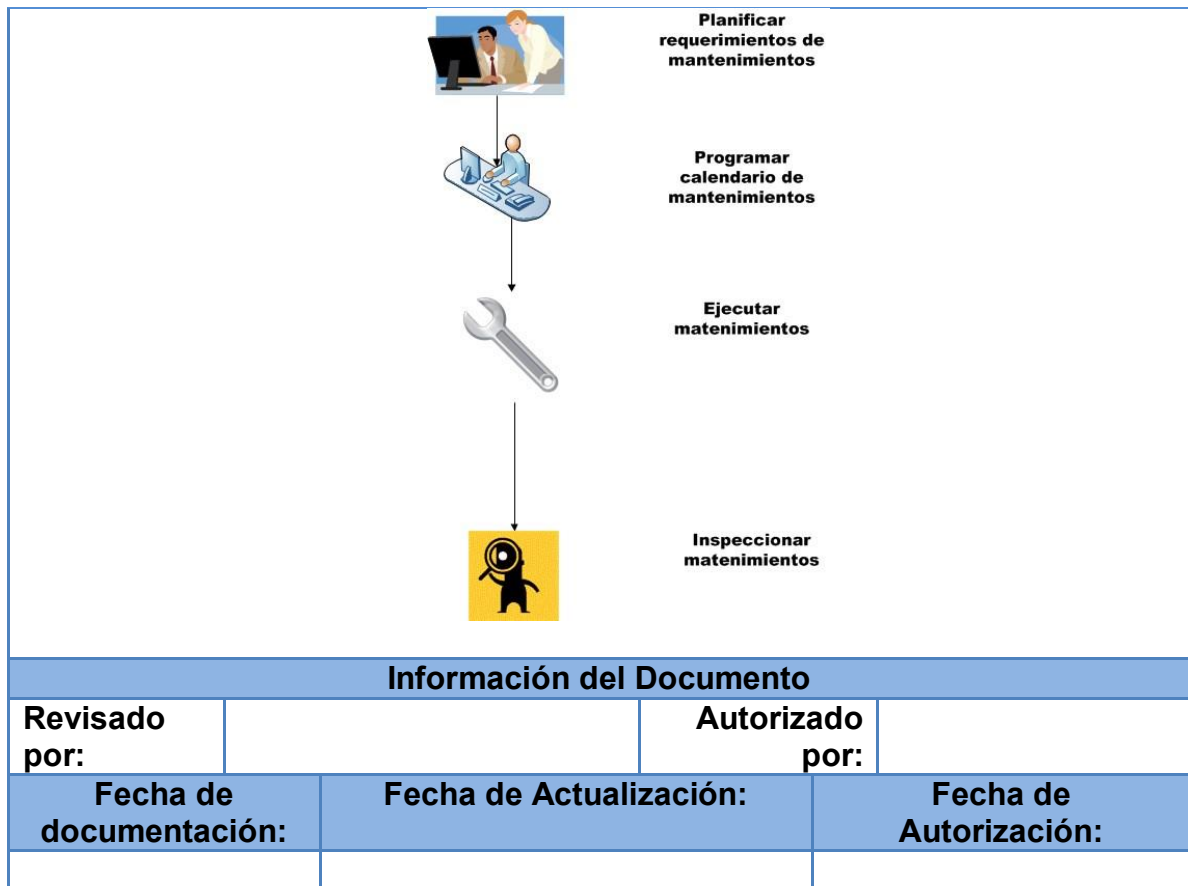 Planificar
requerimientos de
mantenimientos
Programar
calendario de
mantenimientos
Ejecutar
matenimientos
Inspeccionar
matenimientos
Información del Documento
Revisado
por:
Autorizado
por:
Fecha de
documentación:
Fecha de Actualización:
Fecha de
Autorización: